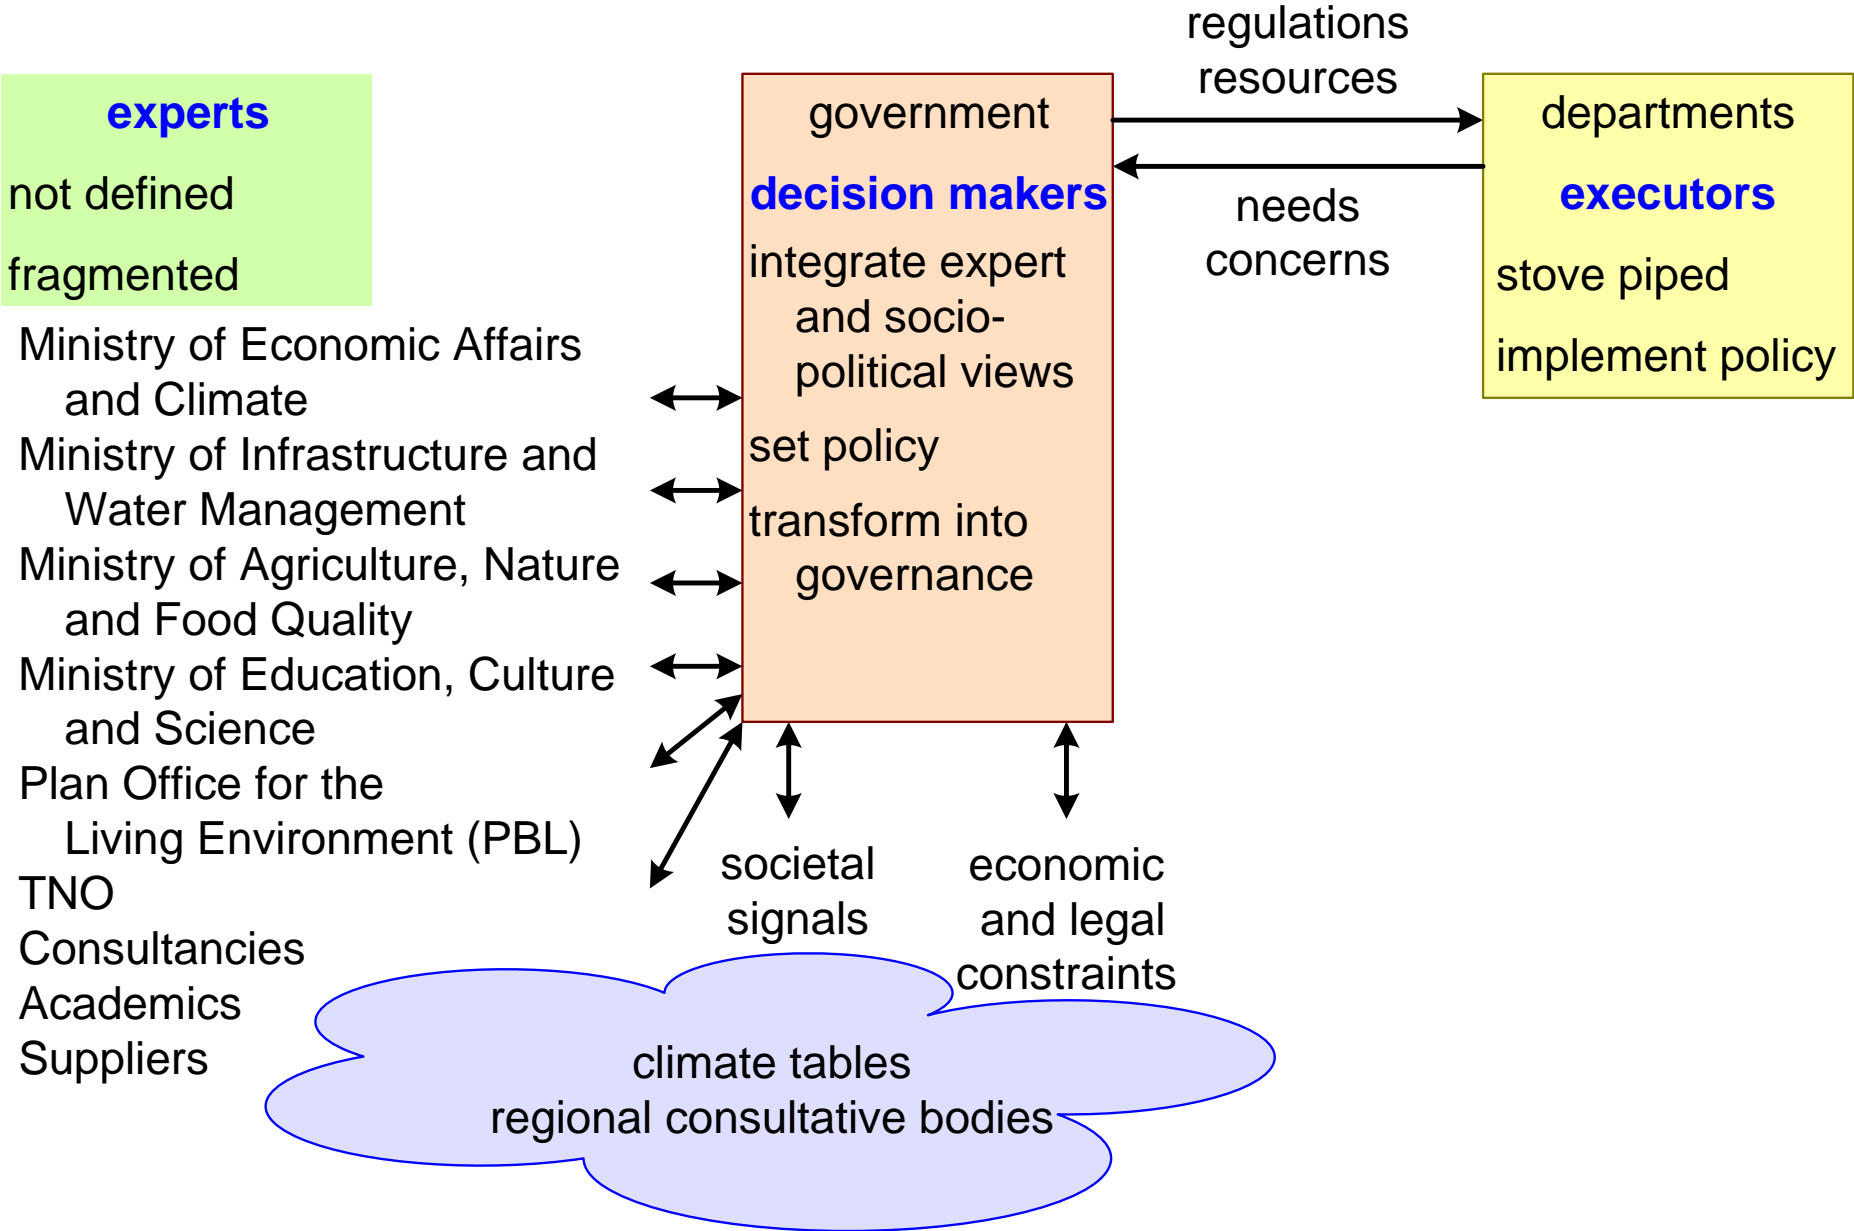 experts
not defined
fragmented
Ministry of Economic Affairs
and Climate
Ministry of Infrastructure and
Water Management
Ministry of Agriculture, Nature
and Food Quality
Ministry of Education, Culture
and Science
Plan Office for the
Living Environment (PBL)
TNO
Consultancies
Academics
Suppliers
government
decision makers
integrate expert
and socio-
political views
set policy
transform into
governance
regulations
resources
needs
concerns
departments
executors
stove piped
implement policy
societal
signals
economic
and legal
constraints
climate tables
regional consultative bodies